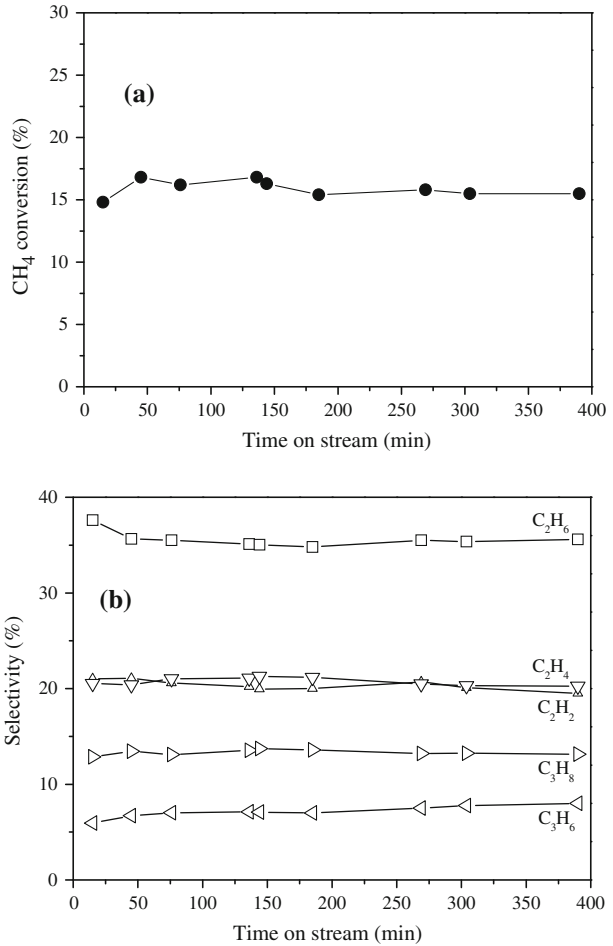 30
25
20
15
10
5
0
CH4 conversion (%)
(a)
0 50 100 150 200 250 300 350 400
Time on stream (min)
40
30
20
10
0
Selectivity (%)
(b)
C2H6
C2H4
C2H2
C3H8
C3H6
0 50 100 150 200 250 300 350 400
Time on stream (min)